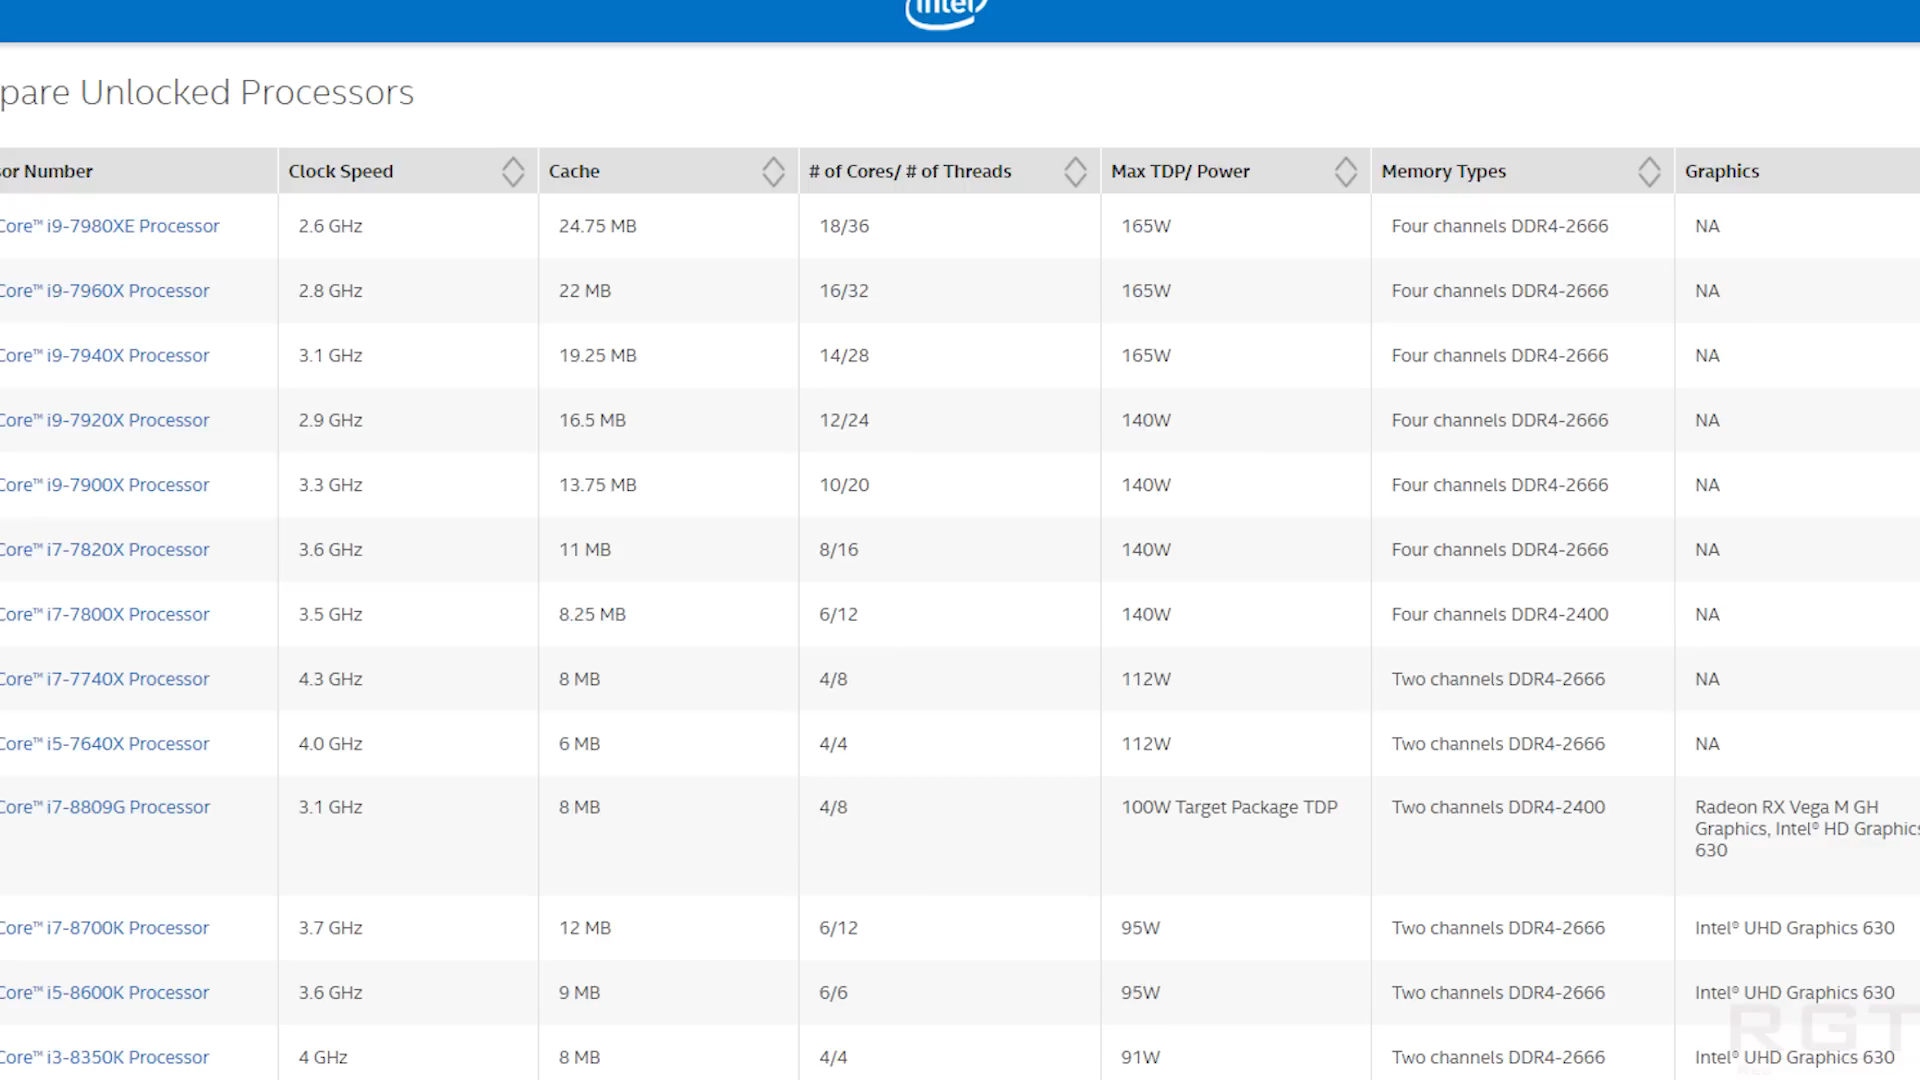 intel
pare Unlocked Processors
or Number Clock Speed Cache # of Cores/ # of Threads Max TDP/ Power Memory Types Graphics
Core™ i9-7980XE Processor 2.6 GHz 24.75 MB 18/36 165W Four channels DDR4-2666 NA
Core™ i9-7960X Processor 2.8 GHz 22 MB 16/32 165W Four channels DDR4-2666 NA
Core™ i9-7940X Processor 3.1 GHz 19.25 MB 14/28 165W Four channels DDR4-2666 NA
Core™ i9-7920X Processor 2.9 GHz 16.5 MB 12/24 140W Four channels DDR4-2666 NA
Core™ i9-7900X Processor 3.3 GHz 13.75 MB 10/20 140W Four channels DDR4-2666 NA
Core™ i7-7820X Processor 3.6 GHz 11 MB 8/16 140W Four channels DDR4-2666 NA
Core™ i7-7800X Processor 3.5 GHz 8.25 MB 6/12 140W Four channels DDR4-2400 NA
Core™ i7-7740X Processor 4.3 GHz 8 MB 4/8 112W Two channels DDR4-2666 NA
Core™ i5-7640X Processor 4.0 GHz 6 MB 4/4 112W Two channels DDR4-2666 NA
Core™ i7-8809G Processor 3.1 GHz 8 MB 4/8 100W Target Package TDP Two channels DDR4-2400 Radeon RX Vega M GH
Graphics, Intel® HD Graphics
630
Core™ i7-8700K Processor 3.7 GHz 12 MB 6/12 95W Two channels DDR4-2666 Intel® UHD Graphics 630
Core™ i5-8600K Processor 3.6 GHz 9 MB 6/6 95W Two channels DDR4-2666 Intel® UHD Graphics 630
RGT
Core™ i3-8350K Processor 4 GHz 8 MB 4/4 91W Two channels DDR4-2666 Intel® UHD Graphics 630